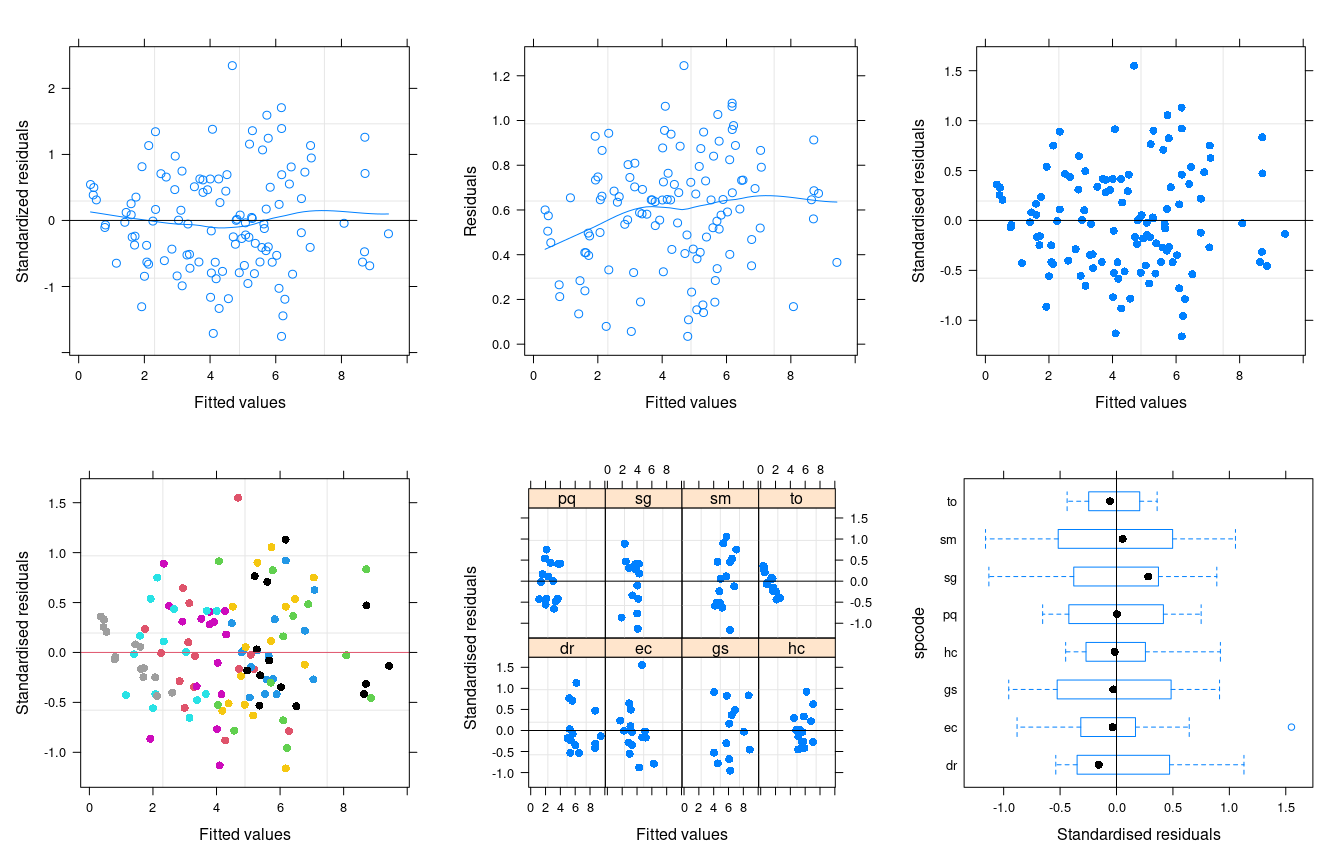 2
1
0
-1
Standardized residuals
0 2 4 6 8
Fitted values
1.2
1.0
0.8
0.6
0.4
0.2
0.0
Residuals
0 2 4 6 8
Fitted values
1.5
1.0
0.5
0.0
-0.5
-1.0
Standardised residuals
0 2 4 6 8
Fitted values
1.5
1.0
0.5
0.0
-0.5
-1.0
Standardised residuals
0 2 4 6 8
Fitted values
0 2 4 6 8 0 2 4 6 8
pq sg sm to
1.5
1.0
0.5
0.0
-0.5
-1.0
dr ec gs hc
1.5
1.0
0.5
0.0
-0.5
-1.0
Standardised residuals
0 2 4 6 8 0 2 4 6 8
Fitted values
to
sm
sg
pq
hc
gs
ec
dr
spcode
-1.0 -0.5 0.0 0.5 1.0 1.5
Standardised residuals